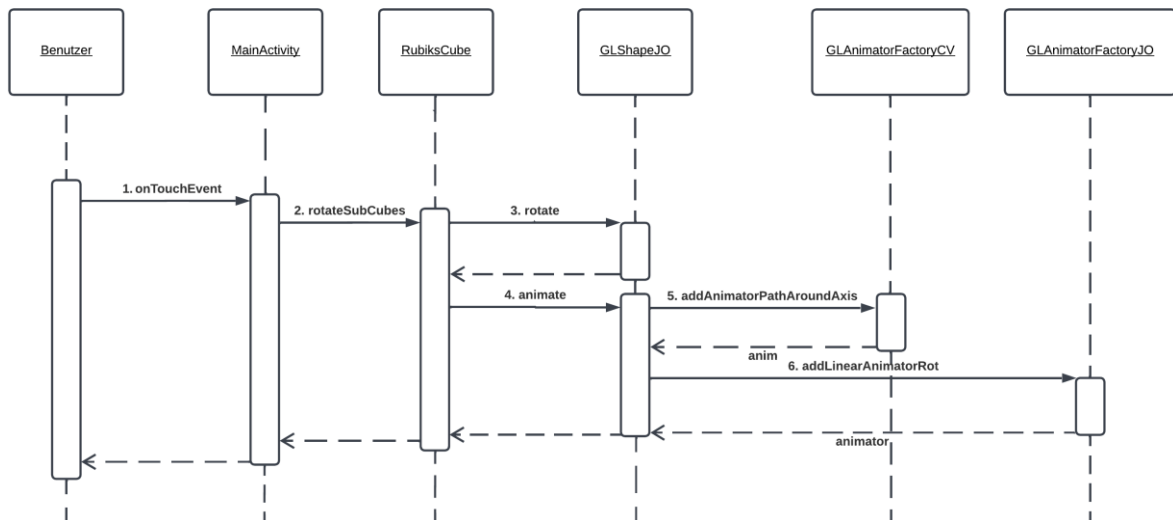 Benutzer
MainActivity
RubiksCube
GLShapeJO
GLAnimatorFactoryCV
GLAnimatorFactoryJO
1. onTouchEvent
2. rotateSubCubes
3. rotate
4. animate
5. addAnimatorPathAroundAxis
anim
6. addLinearAnimatorRot
animator